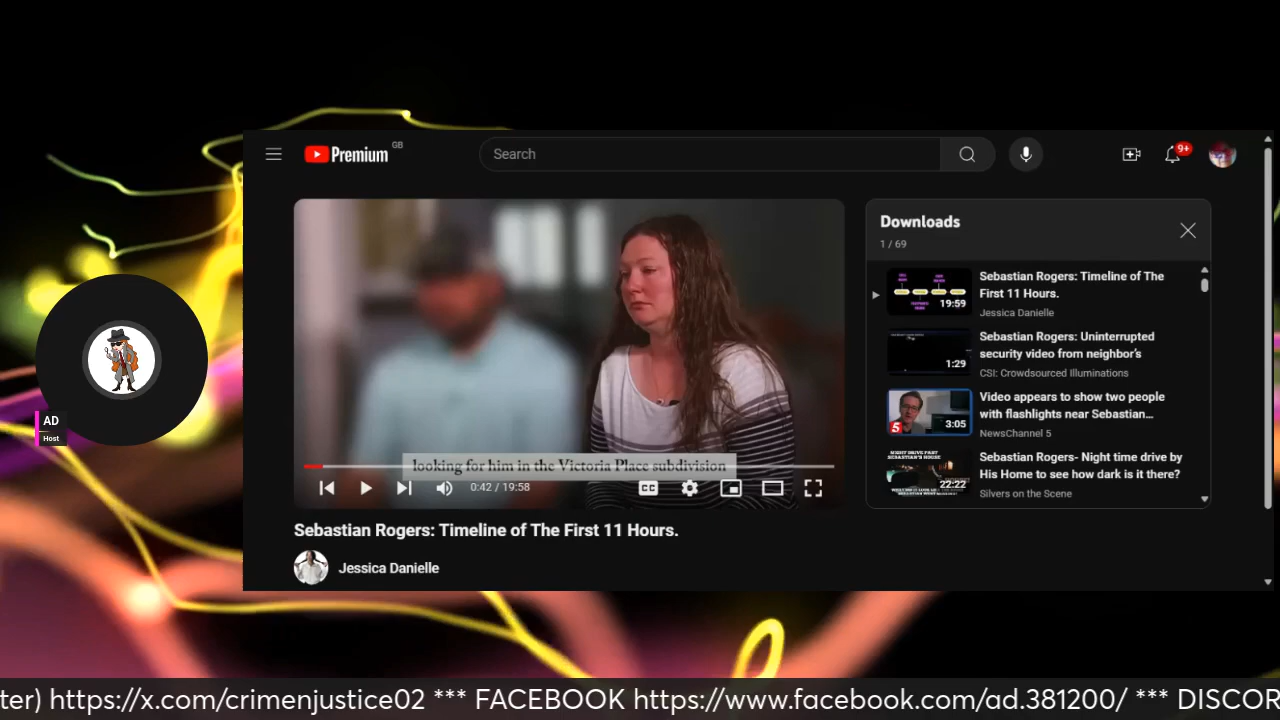 Premium GB
Search
9+
looking for him in the Victoria Place subdivision
0:42 / 19:58
CC
Sebastian Rogers: Timeline of The First 11 Hours.
Jessica Danielle
Downloads
1 / 69
19:59
Sebastian Rogers: Timeline of The
First 11 Hours.
Jessica Danielle
1:29
Sebastian Rogers: Uninterrupted
security video from neighbor's
CSI: Crowdsourced Illuminations
5
3:05
Video appears to show two people
with flashlights near Sebastian...
NewsChannel 5
22:22
Sebastian Rogers- Night time drive by
His Home to see how dark is it there?
Silvers on the Scene
AD
Host
ter) https://x.com/crimenjustice02 *** FACEBOOK https://www.facebook.com/ad.381200/ *** DISCOR